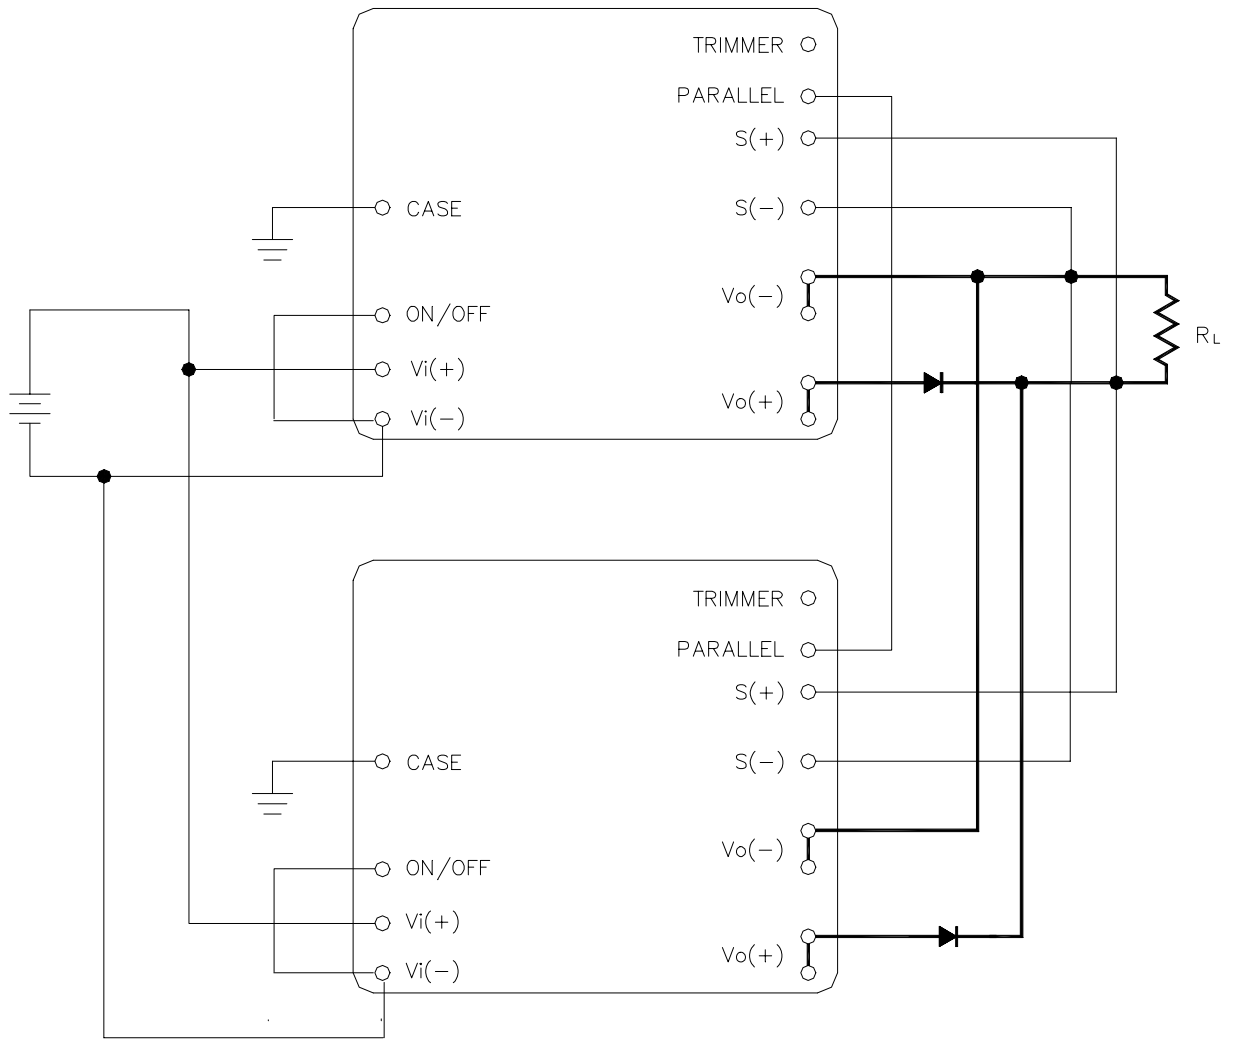 TRIMMER
PARALLEL
S(+)
CASE
S(-)
Vo(-)
ON/OFF
RL
Vi(+)
Vo(+)
Vi(-)
TRIMMER
PARALLEL
S(+)
CASE
S(-)
Vo(-)
ON/OFF
Vi(+)
Vo(+)
Vi(-)